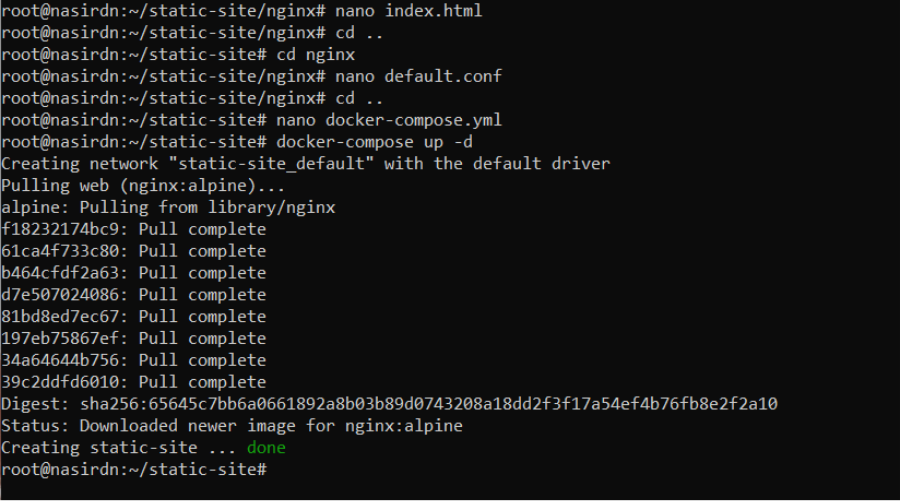 root@nasirdn:~/static-site/nginx# nano index.html
root@nasirdn:~/static-site/nginx# cd ..
root@nasirdn:~/static-site# cd nginx
root@nasirdn:~/static-site/nginx# nano default.conf
root@nasirdn:~/static-site/nginx# cd ..
root@nasirdn:~/static-site# nano docker-compose.yml
root@nasirdn:~/static-site# docker-compose up -d
Creating network "static-site_default" with the default driver
Pulling web (nginx:alpine)...
alpine: Pulling from library/nginx
f18232174bc9: Pull complete
61ca4f733c80: Pull complete
b464cfdf2a63: Pull complete
d7e507024086: Pull complete
81bd8ed7ec67: Pull complete
197eb75867ef: Pull complete
34a64644b756: Pull complete
39c2ddfd6010: Pull complete
Digest: sha256:65645c7bb6a0661892a8b03b89d0743208a18dd2f3f17a54ef4b76fb8e2f2a10
Status: Downloaded newer image for nginx:alpine
Creating static-site ... done
root@nasirdn:~/static-site#